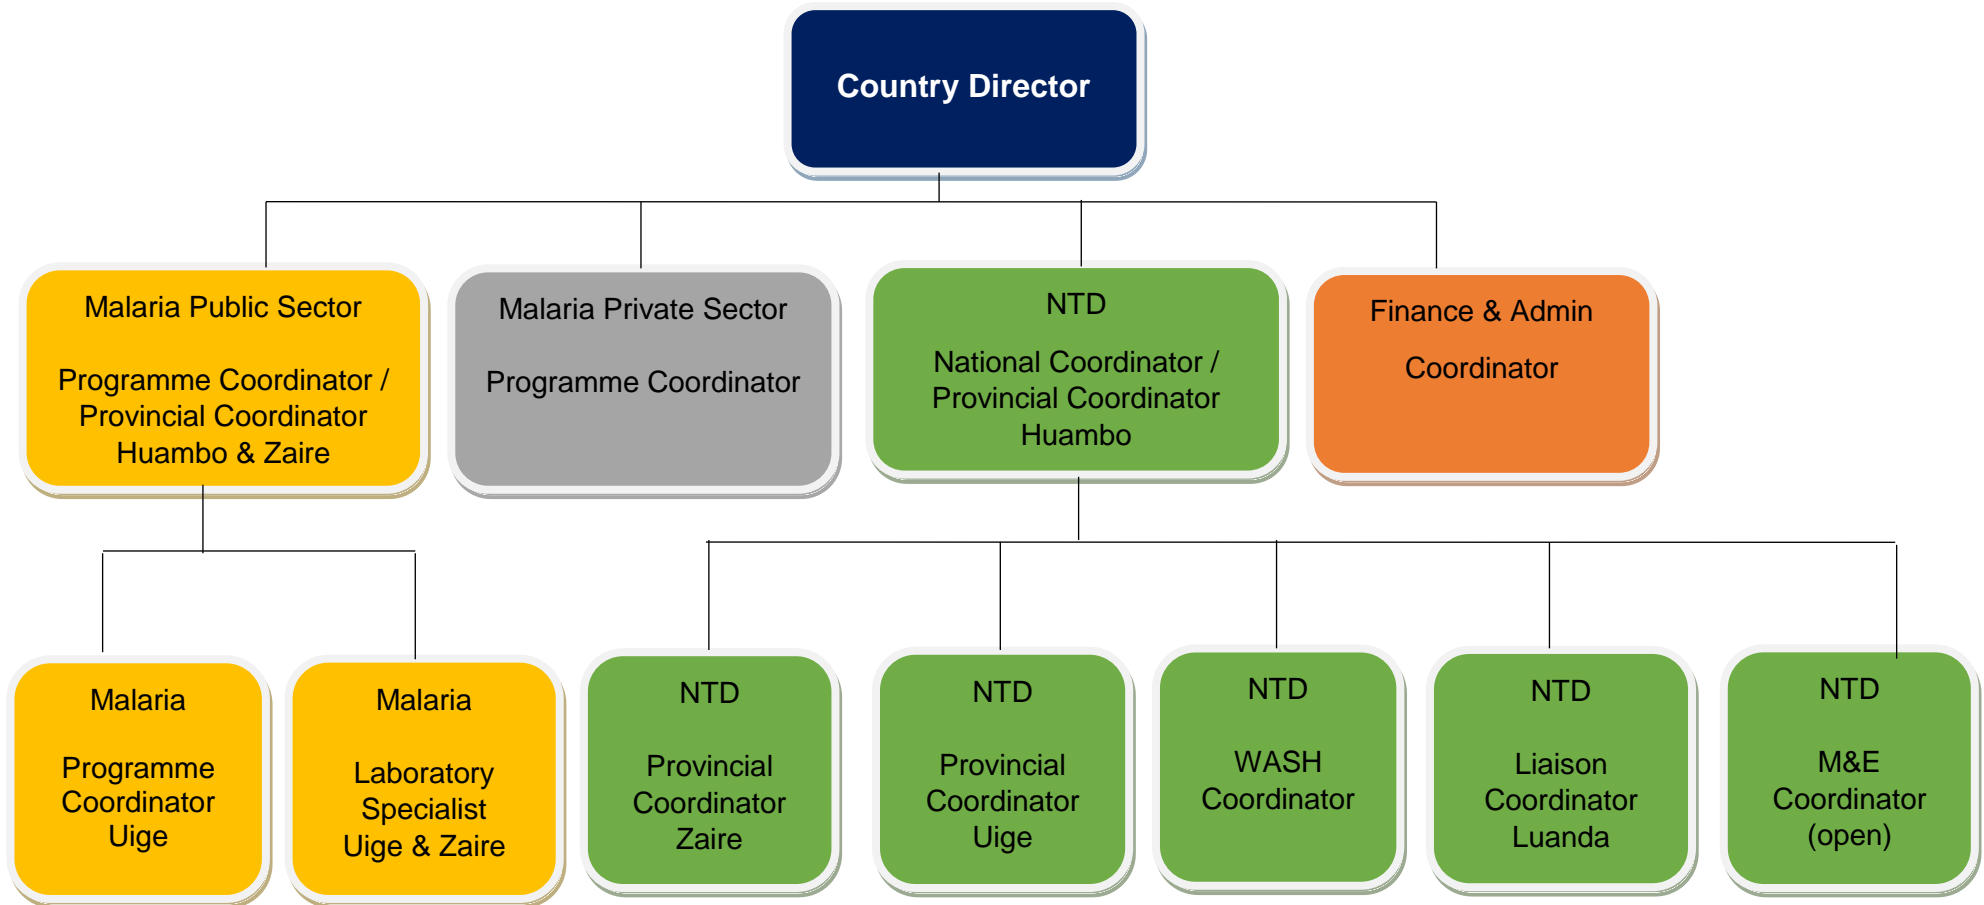 Country Director
Malaria Public Sector
Programme Coordinator /
Provincial Coordinator
Huambo & Zaire
Malaria Private Sector
Programme Coordinator
NTD
National Coordinator /
Provincial Coordinator
Huambo
Finance & Admin
Coordinator
Malaria
Programme
Coordinator
Uige
Malaria
Laboratory
Specialist
Uige & Zaire
NTD
Provincial
Coordinator
Zaire
NTD
Provincial
Coordinator
Uige
NTD
WASH
Coordinator
NTD
Liaison
Coordinator
Luanda
NTD
M&E
Coordinator
(open)